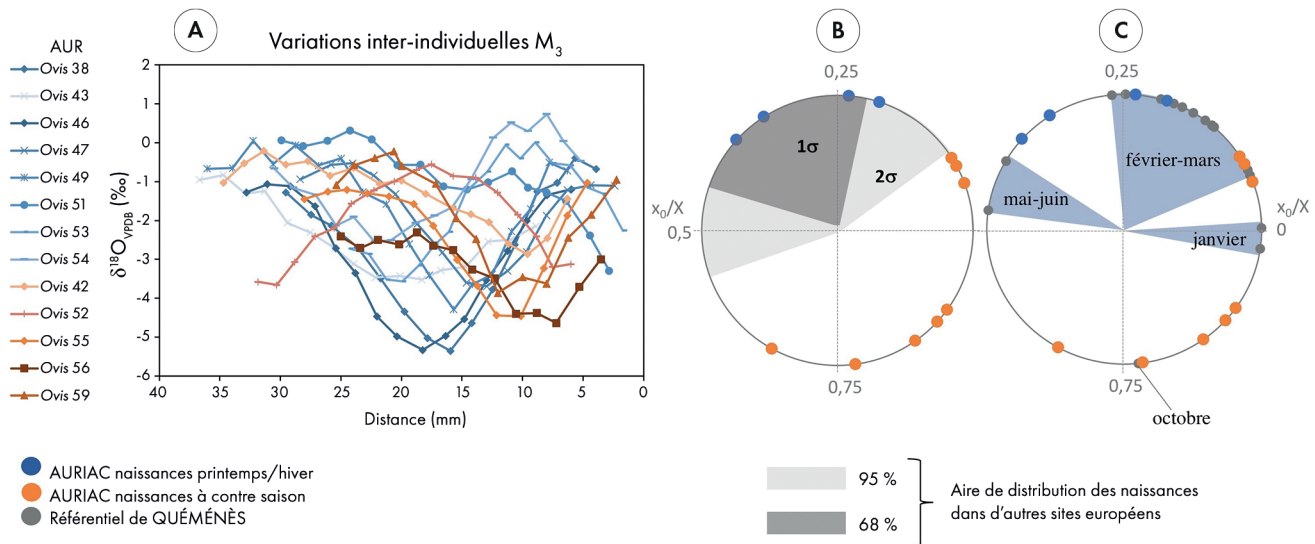 A
B
C
AUR
Variations inter-individuelles M3
Ovis 38
Ovis 43
Ovis 46
Ovis 47
Ovis 49
Ovis 51
Ovis 53
Ovis 54
Ovis 42
Ovis 52
Ovis 55
Ovis 56
Ovis 59
δ18OVPDB (‰)
2
1
0
-1
-2
-3
-4
-5
-6
40
35
30
25
20
15
10
5
0
Distance (mm)
0,25
1σ
2σ
x0/X
0,5
0,75
0,25
février-mars
mai-juin
janvier
x0/X
0
0,75
octobre
AURIAC naissances printemps/hiver
AURIAC naissances à contre saison
Référentiel de QUÉMÉNÈS
95 %
68 %
Aire de distribution des naissances
dans d'autres sites européens